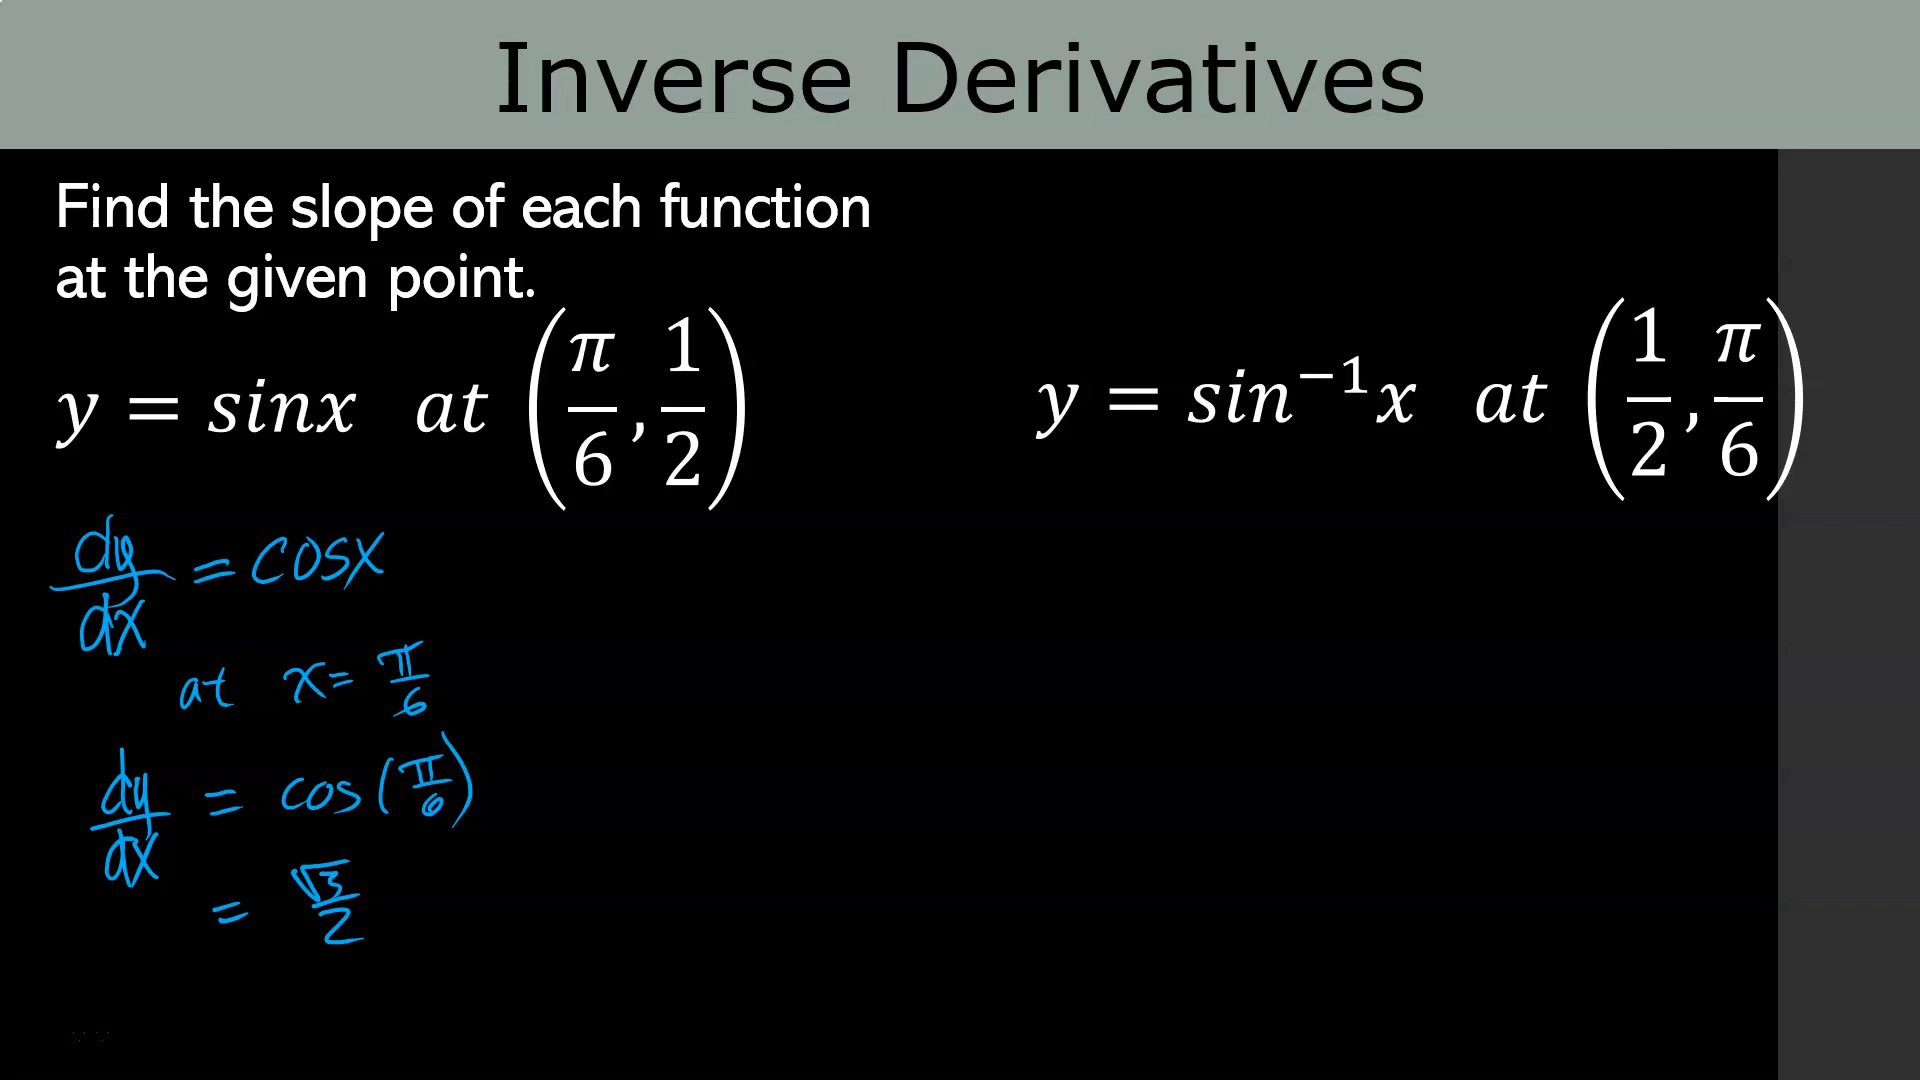 Inverse Derivatives
Find the slope of each function
at the given point.
y = sinx at (π/6, 1/2)
y = sin⁻¹x at (1/2, π/6)
dy/dx = cosx
at x = π/6
dy/dx = cos(π/6)
= √3/2